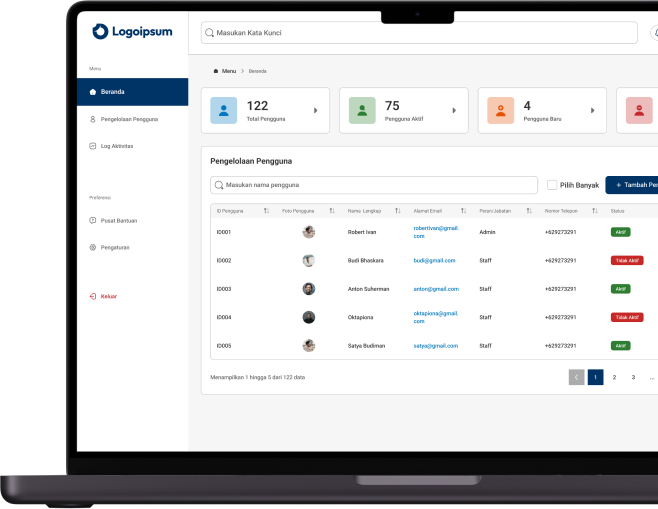 Logoipsum
Masukan Kata Kunci
Menu
Menu > Beranda
Beranda
Pengelolaan Pengguna
Log Aktivitas
Preferensi
Pusat Bantuan
Pengaturan
Keluar
122
Total Pengguna
75
Pengguna Aktif
4
Pengguna Baru
Pengelolaan Pengguna
Masukan nama pengguna
Pilih Banyak
+ Tambah Pen
ID Pengguna Foto Pengguna Nama Lengkap Alamat Email Peran/Jabatan Nomor Telepon Status
ID001 Robert Ivan robertivan@gmail. Admin +629273291 Aktif
com
ID002 Budi Bhaskara budi@gmail.com Staff +629273291 Tidak Aktif
ID003 Anton Suherman anton@gmail.com Staff +629273291 Aktif
ID004 Oktapiona oktapiona@gmail. Staff +629273291 Tidak Aktif
com
ID005 Satya Budiman satya@gmail.com Staff +629273291 Aktif
Menampilkan 1 hingga 5 dari 122 data
< 1 2 3 ...